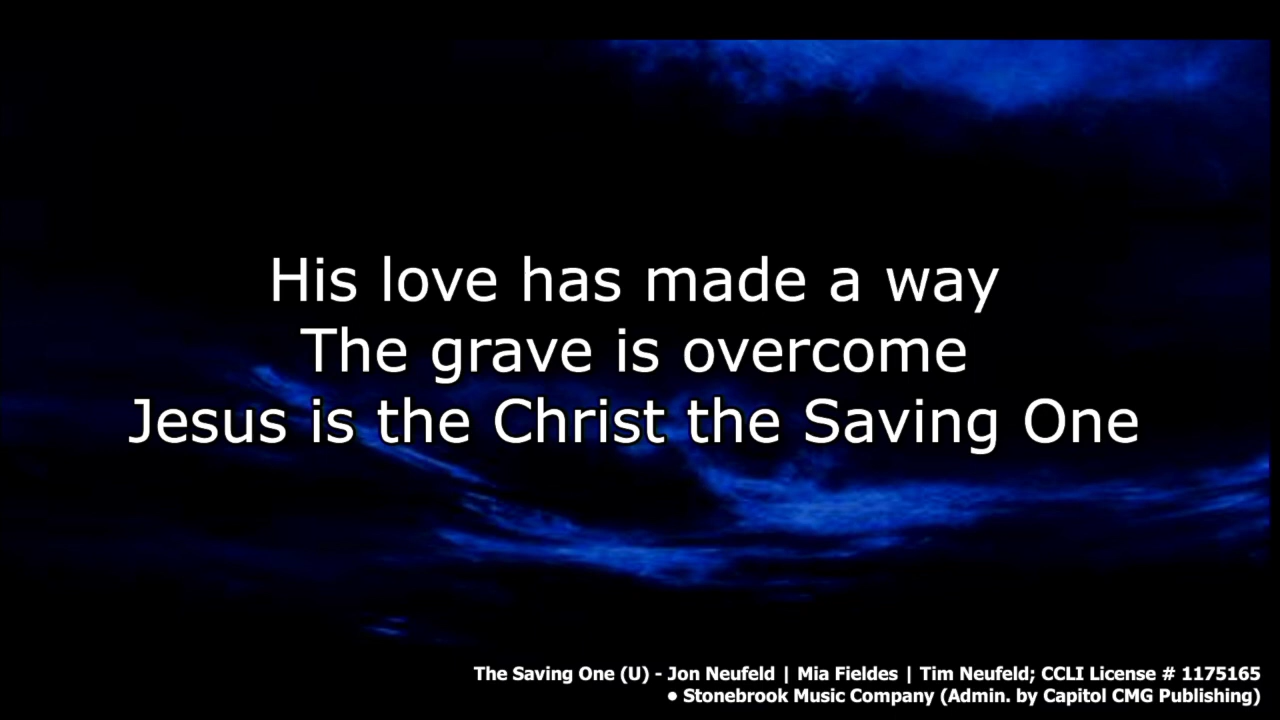 His love has made a way
The grave is overcome
Jesus is the Christ the Saving One
The Saving One (U) - Jon Neufeld | Mia Fieldes | Tim Neufeld; CCLI License # 1175165
• Stonebrook Music Company (Admin. by Capitol CMG Publishing)